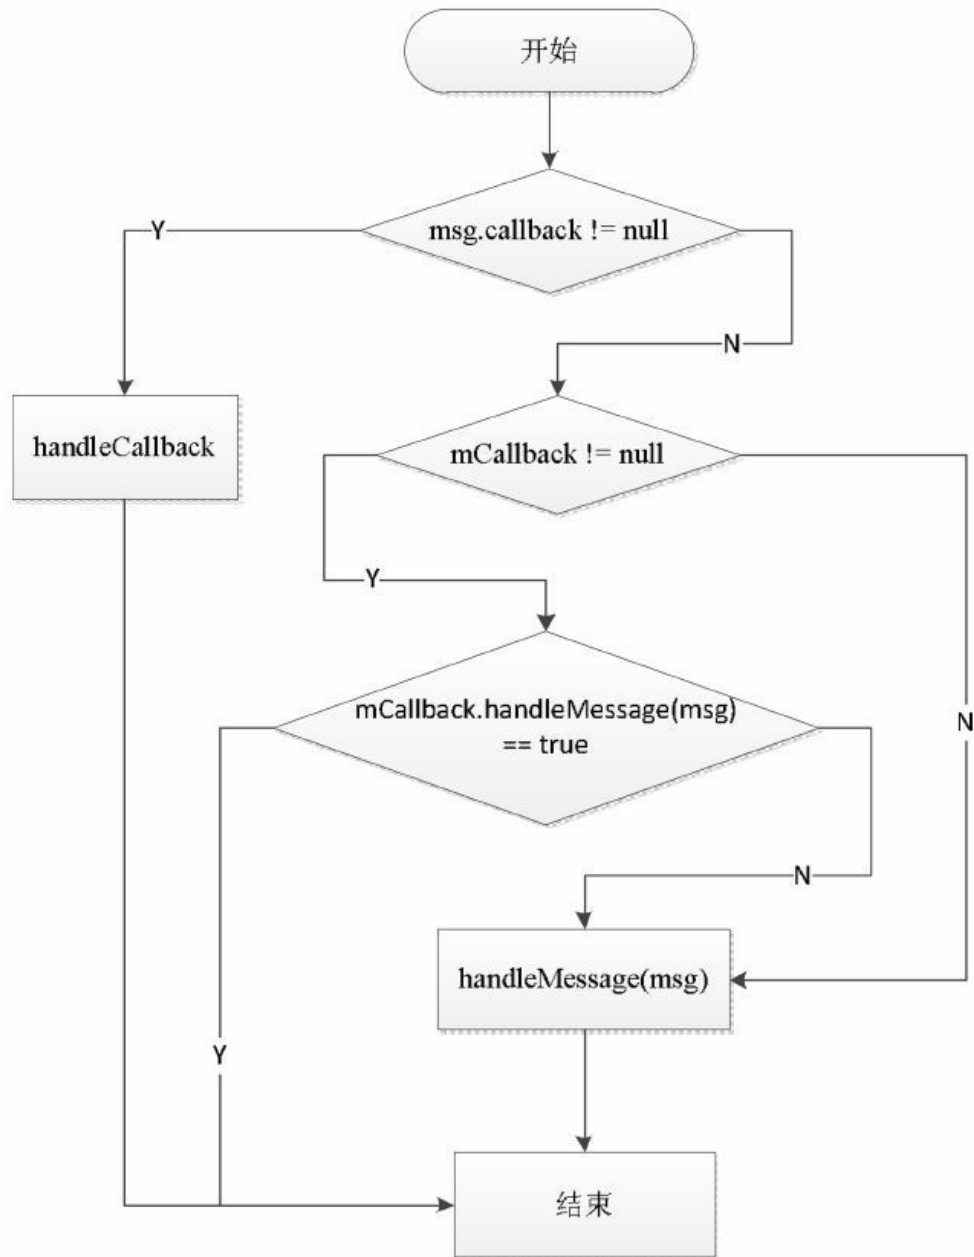 开始
msg.callback != null
Y
N
handleCallback
mCallback != null
Y
N
mCallback.handleMessage(msg)
== true
N
handleMessage(msg)
Y
结束